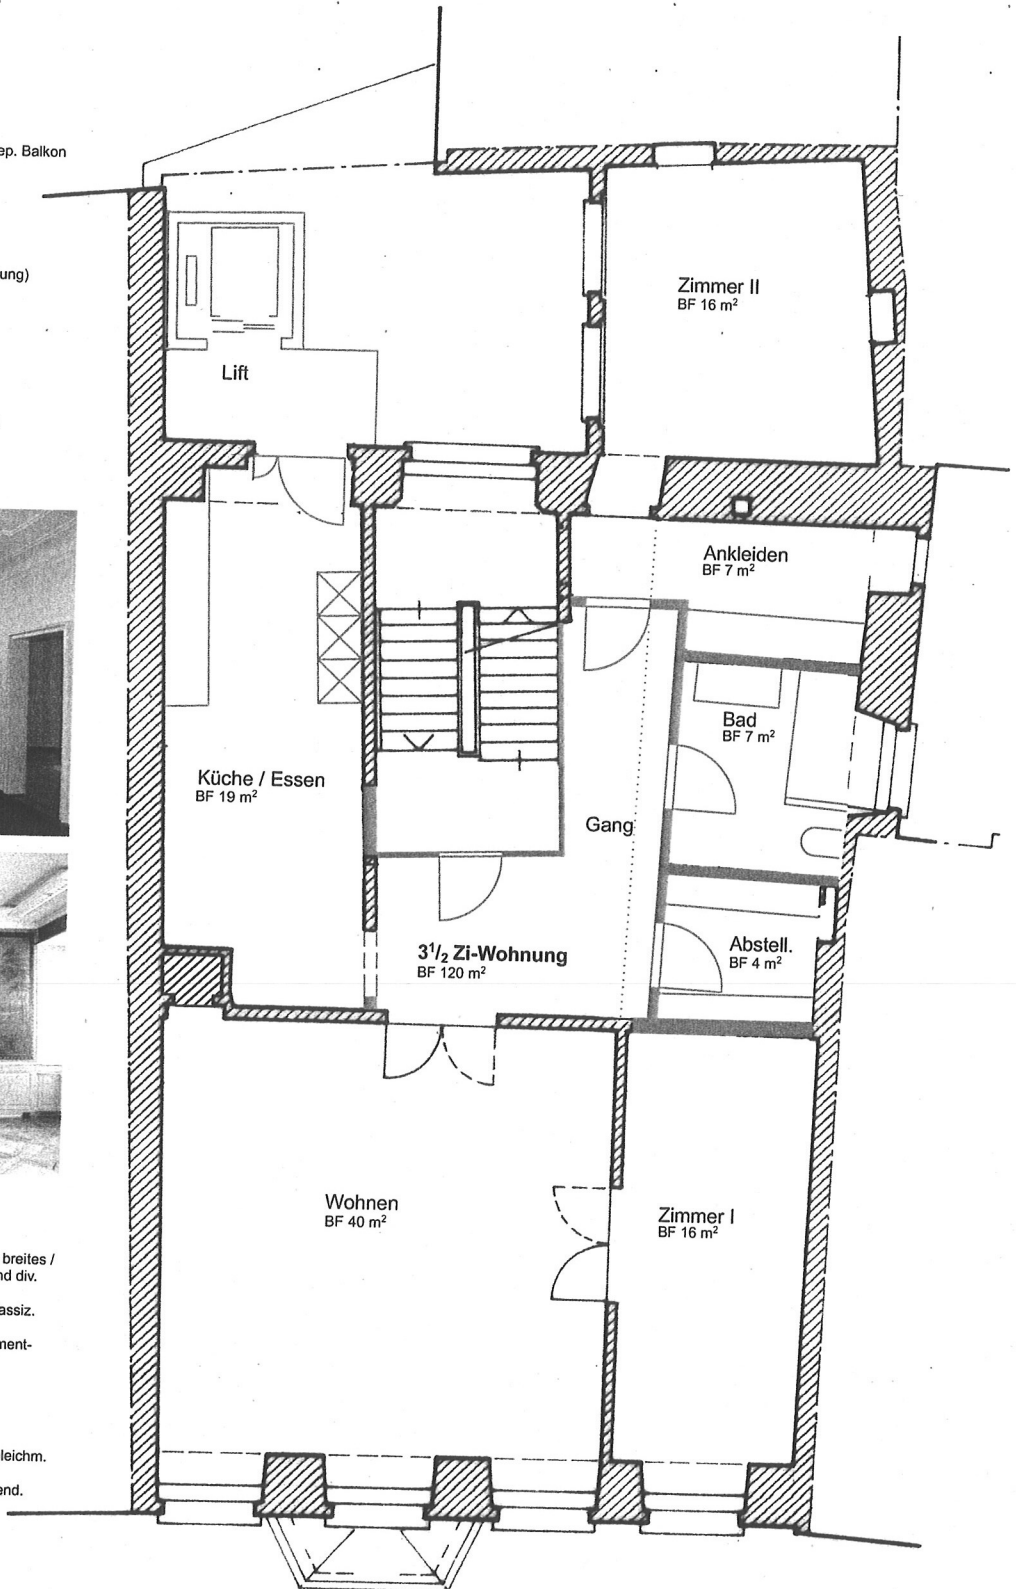 ep. Balkon
ung)
Zimmer II
BF 16 m²
Lift
Ankleiden
BF 7 m²
Bad
BF 7 m²
Küche / Essen
BF 19 m²
Gang
3¹/₂ Zi-Wohnung
BF 120 m²
Abstell.
BF 4 m²
Wohnen
BF 40 m²
Zimmer I
BF 16 m²
breites /
nd div.
assiz.
ment-
leichm.
end.